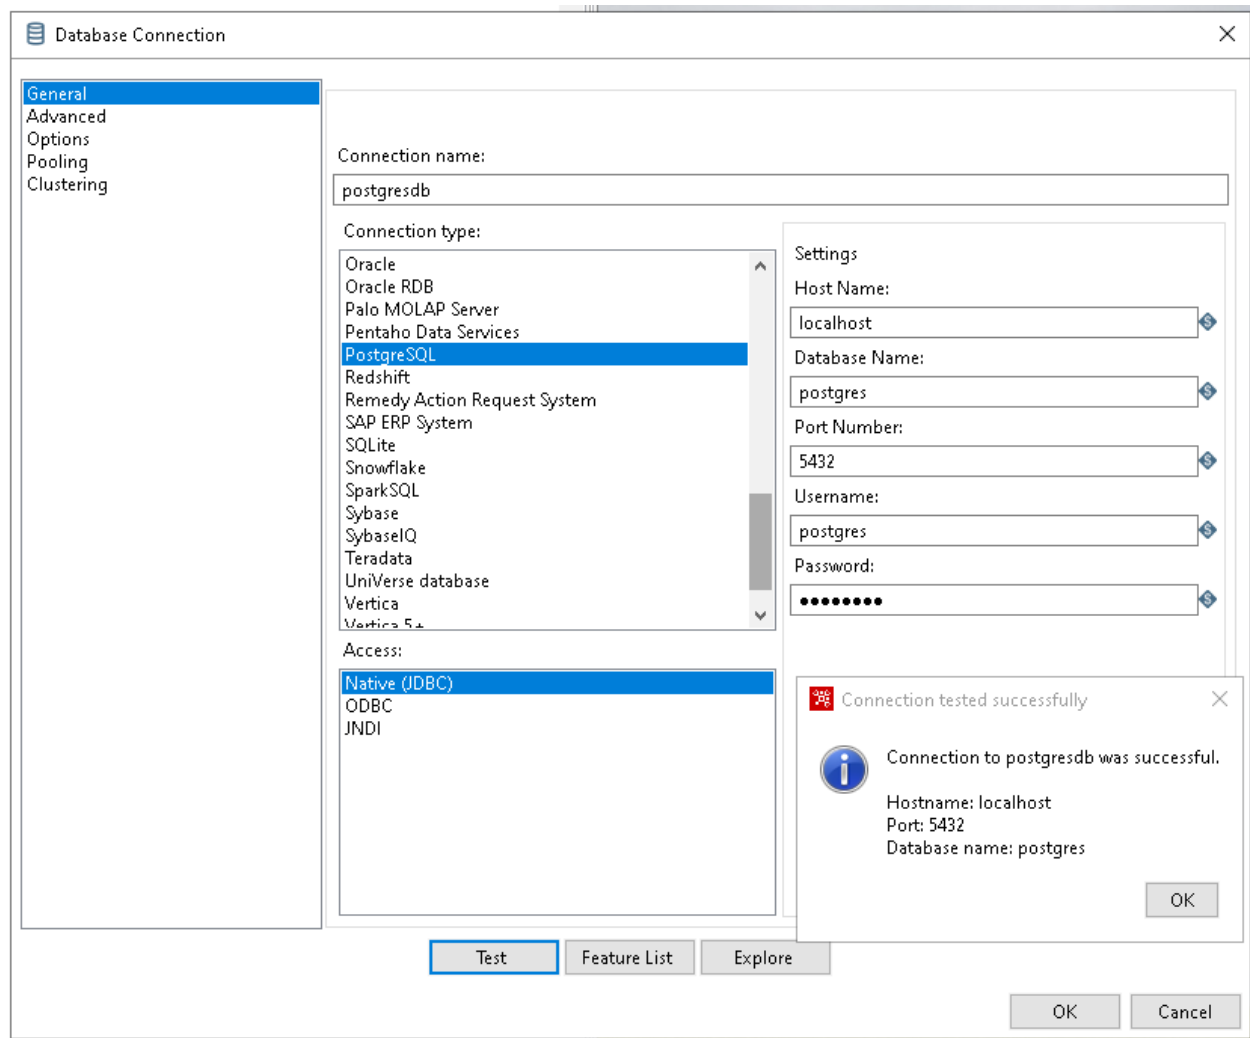 Database Connection
General
Advanced
Options
Pooling
Clustering
Connection name:
postgresdb
Connection type:
Oracle
Oracle RDB
Palo MOLAP Server
Pentaho Data Services
PostgreSQL
Redshift
Remedy Action Request System
SAP ERP System
SQLite
Snowflake
SparkSQL
Sybase
SybaseIQ
Teradata
UniVerse database
Vertica
Vertica 5+
Access:
Native (JDBC)
ODBC
JNDI
Settings
Host Name:
localhost
Database Name:
postgres
Port Number:
5432
Username:
postgres
Password:
●●●●●●●●
Connection tested successfully
Connection to postgresdb was successful.
Hostname: localhost
Port: 5432
Database name: postgres
OK
Test
Feature List
Explore
OK
Cancel